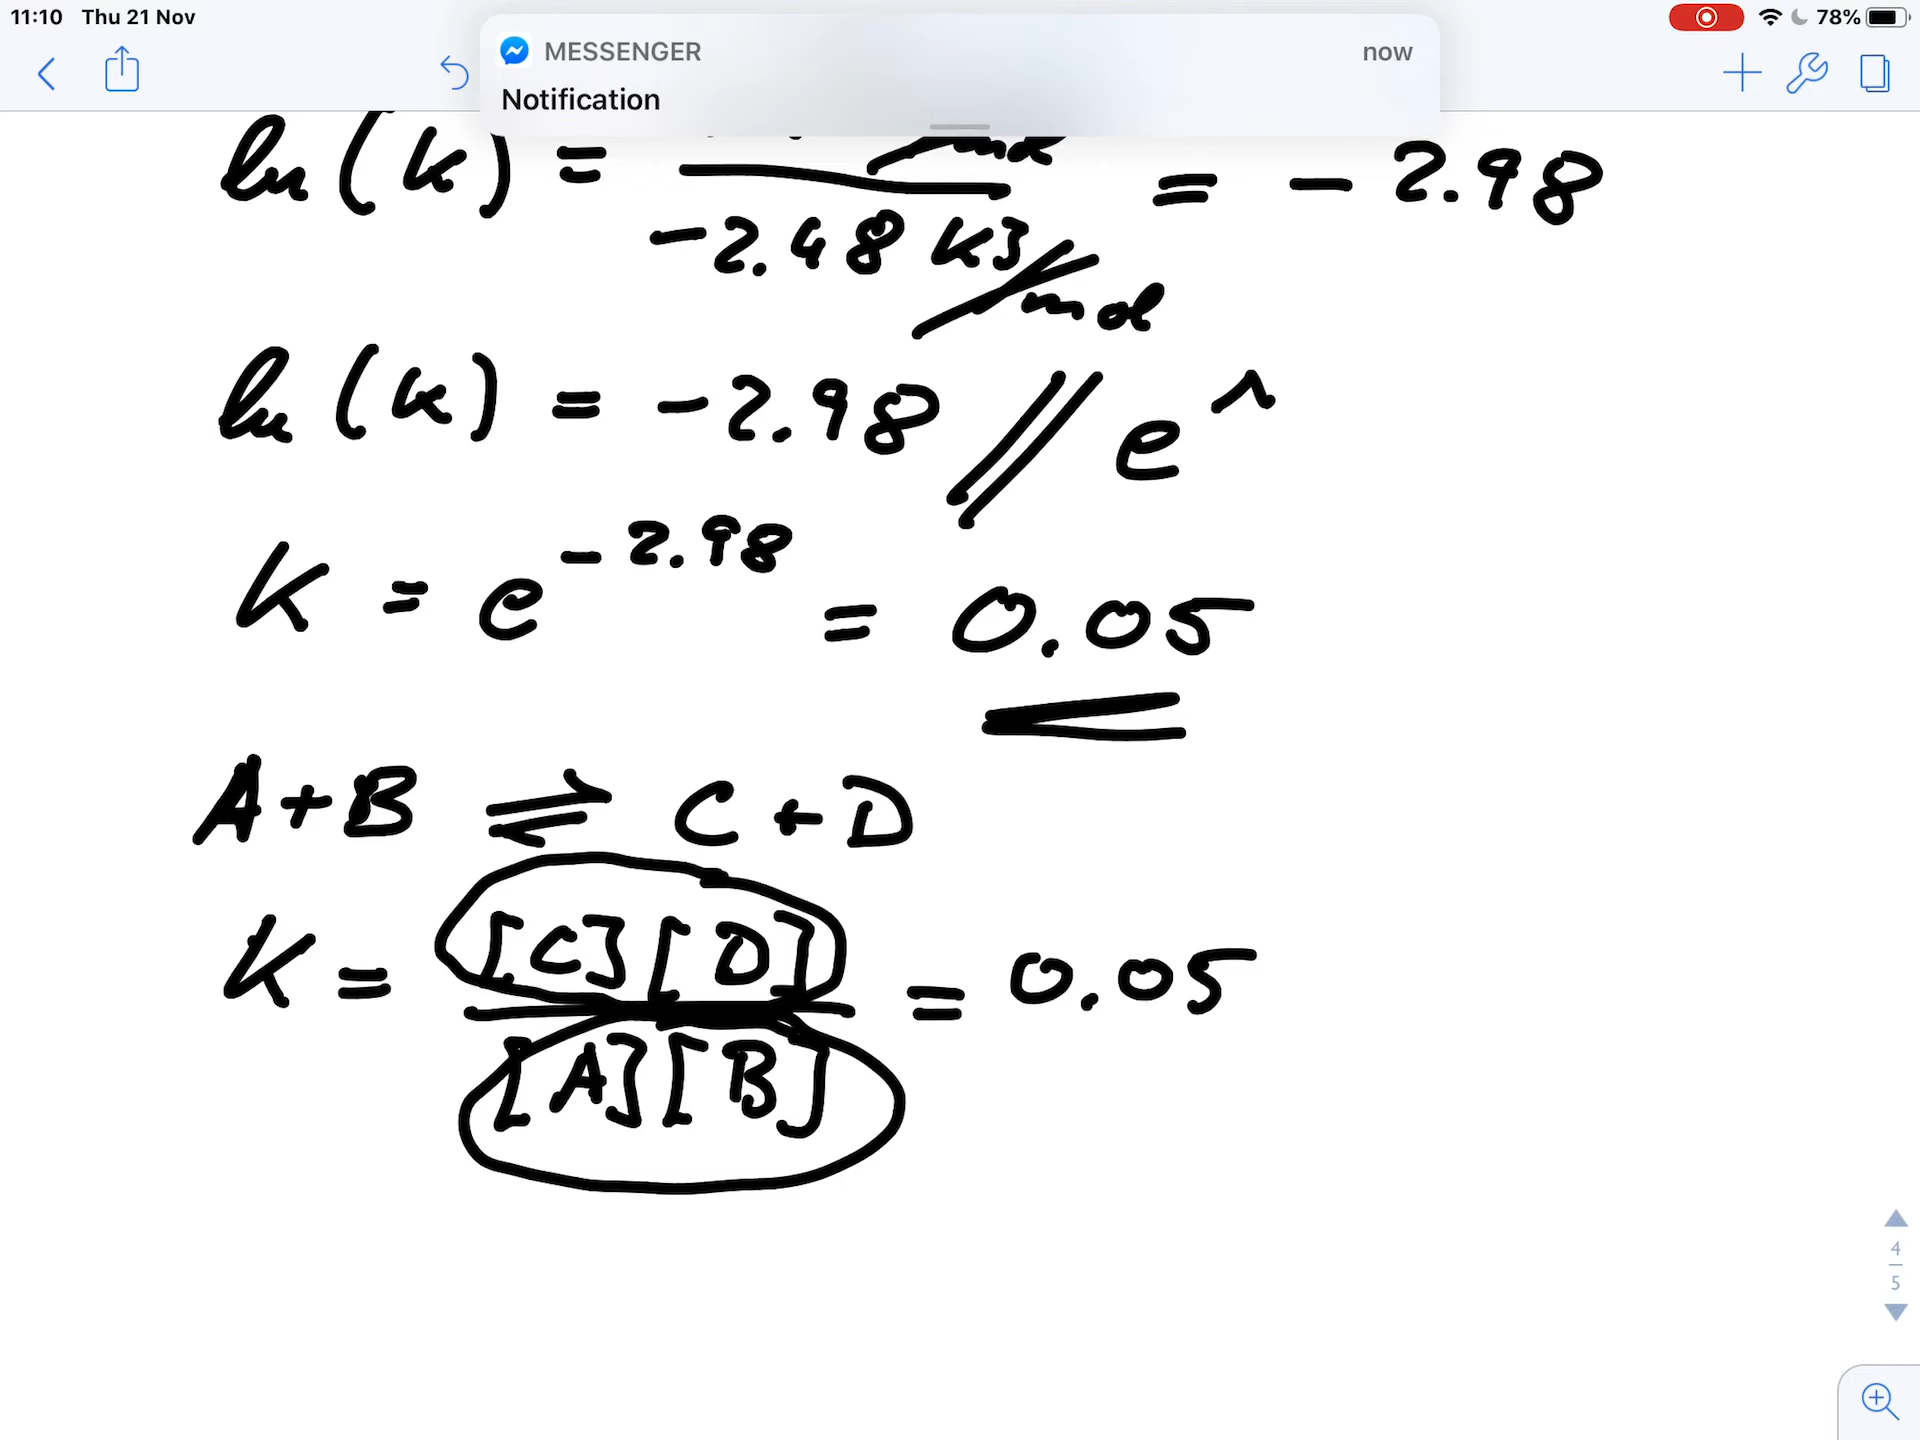 11:10 Thu 21 Nov 78%
MESSENGER now
Notification
ln(K) = / -2.48 KJ/mol = -2.98
ln(K) = -2.98 // e^
K = e^-2.98 = 0.05
A+B ⇌ C+D
K = [C][D] / [A][B] = 0.05
4
5